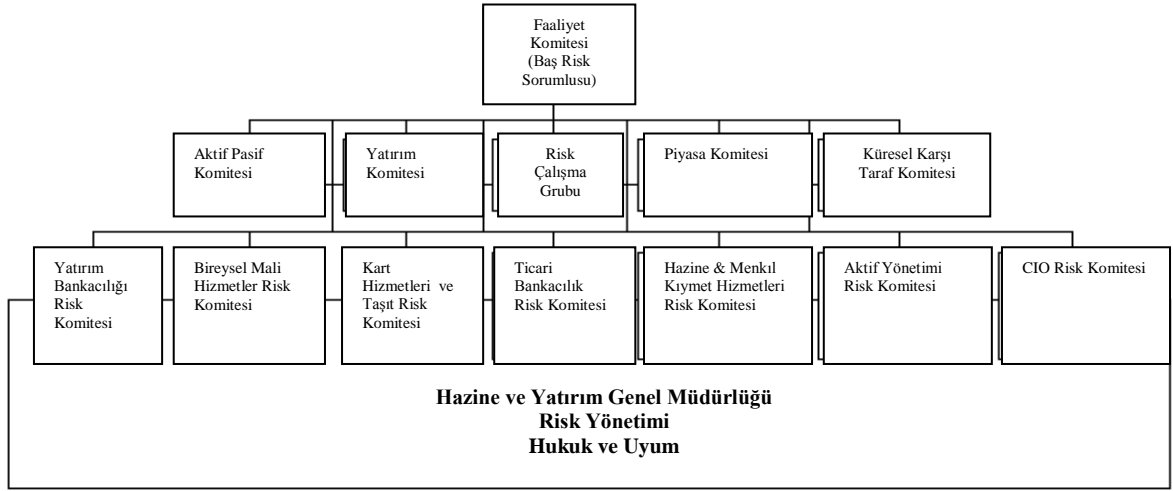 Faaliyet
Komitesi
(Baş Risk
Sorumlusu)
Aktif Pasif
Komitesi
Yatırım
Komitesi
Risk
Çalışma
Grubu
Piyasa Komitesi
Küresel Karşı
Taraf Komitesi
Yatırım
Bankacılığı
Risk
Komitesi
Bireysel Mali
Hizmetler Risk
Komitesi
Kart
Hizmetleri ve
Taşıt Risk
Komitesi
Ticari
Bankacılık
Risk Komitesi
Hazine & Menkıl
Kıymet Hizmetleri
Risk Komitesi
Aktif Yönetimi
Risk Komitesi
CIO Risk Komitesi
Hazine ve Yatırım Genel Müdürlüğü
Risk Yönetimi
Hukuk ve Uyum